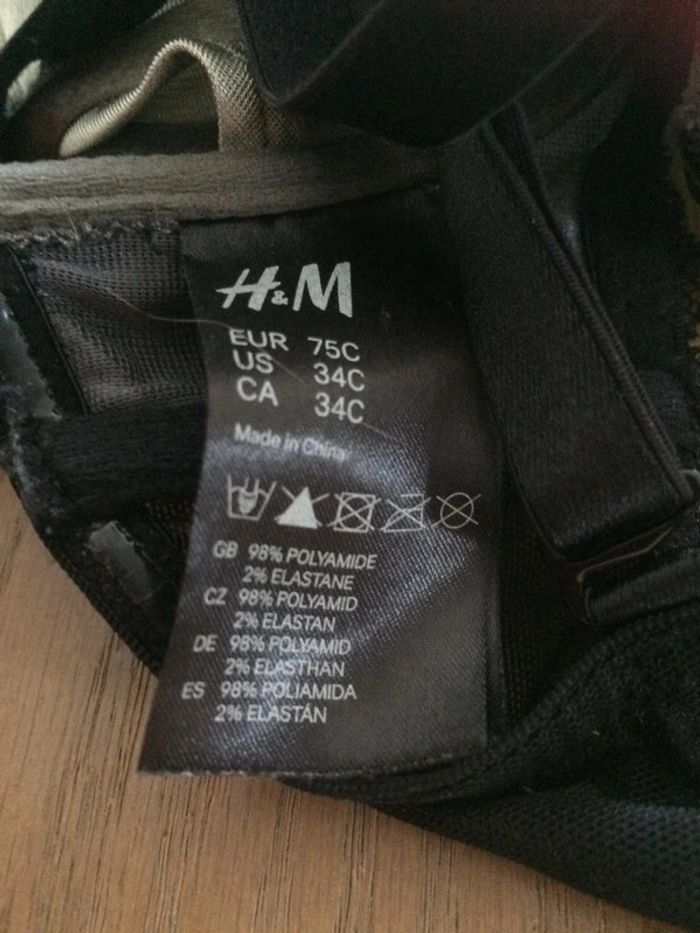 H&M
EUR 75C
US 34C
CA 34C
Made in China
GB 98% POLYAMIDE
2% ELASTANE
CZ 98% POLYAMID
2% ELASTAN
DE 98% POLYAMID
2% ELASTHAN
ES 98% POLIAMIDA
2% ELASTÁN